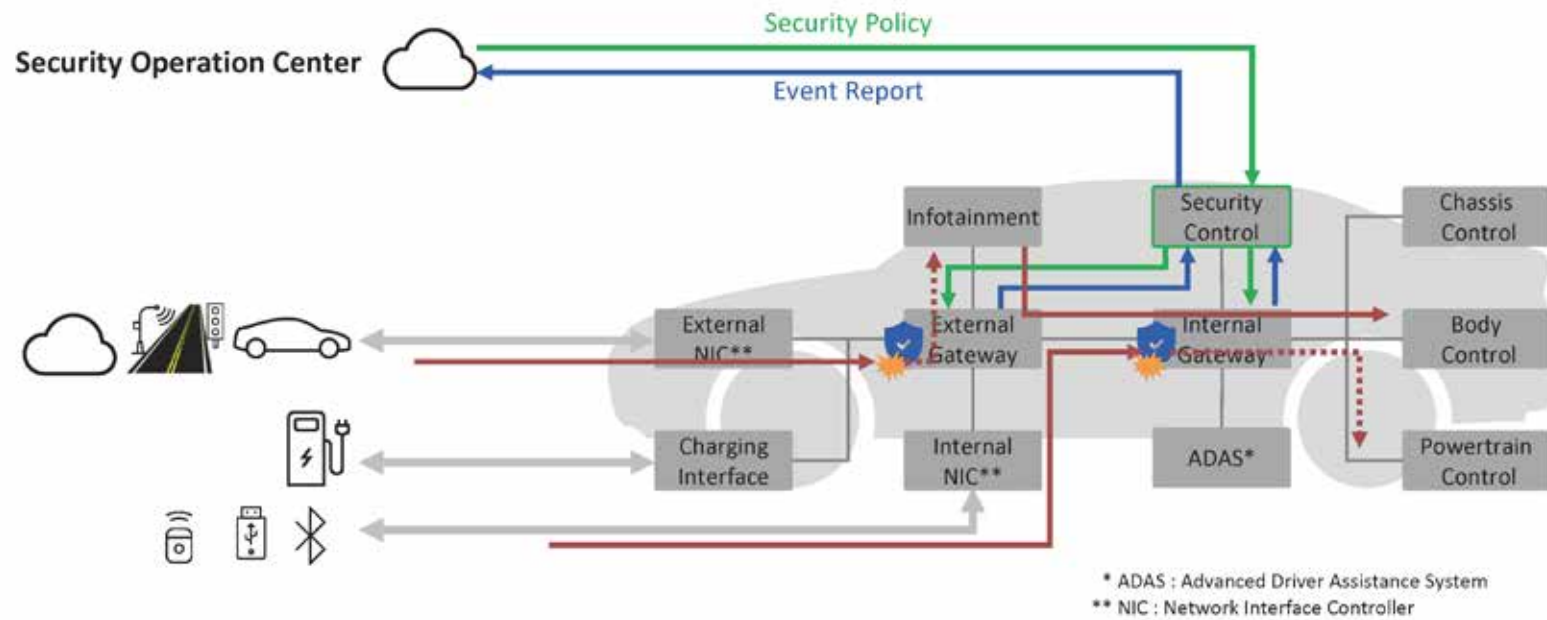 Security Policy
Security Operation Center
Event Report
Infotainment
Security
Control
Chassis
Control
External
NIC**
External
Gateway
Internal
Gateway
Body
Control
Charging
Interface
Internal
NIC**
ADAS*
Powertrain
Control
* ADAS : Advanced Driver Assistance System
** NIC : Network Interface Controller